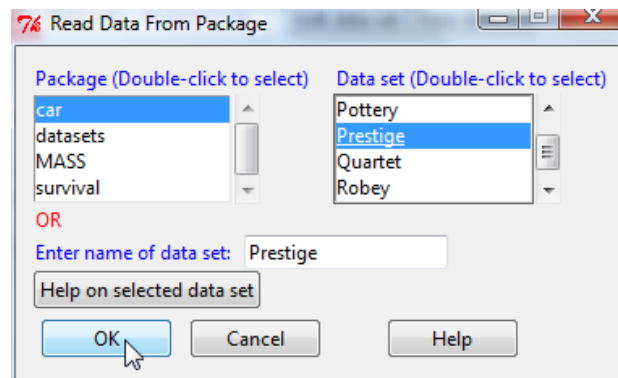 Read Data From Package
Package (Double-click to select)
car
datasets
MASS
survival
Data set (Double-click to select)
Pottery
Prestige
Quartet
Robey
OR
Enter name of data set: Prestige
Help on selected data set
OK Cancel Help